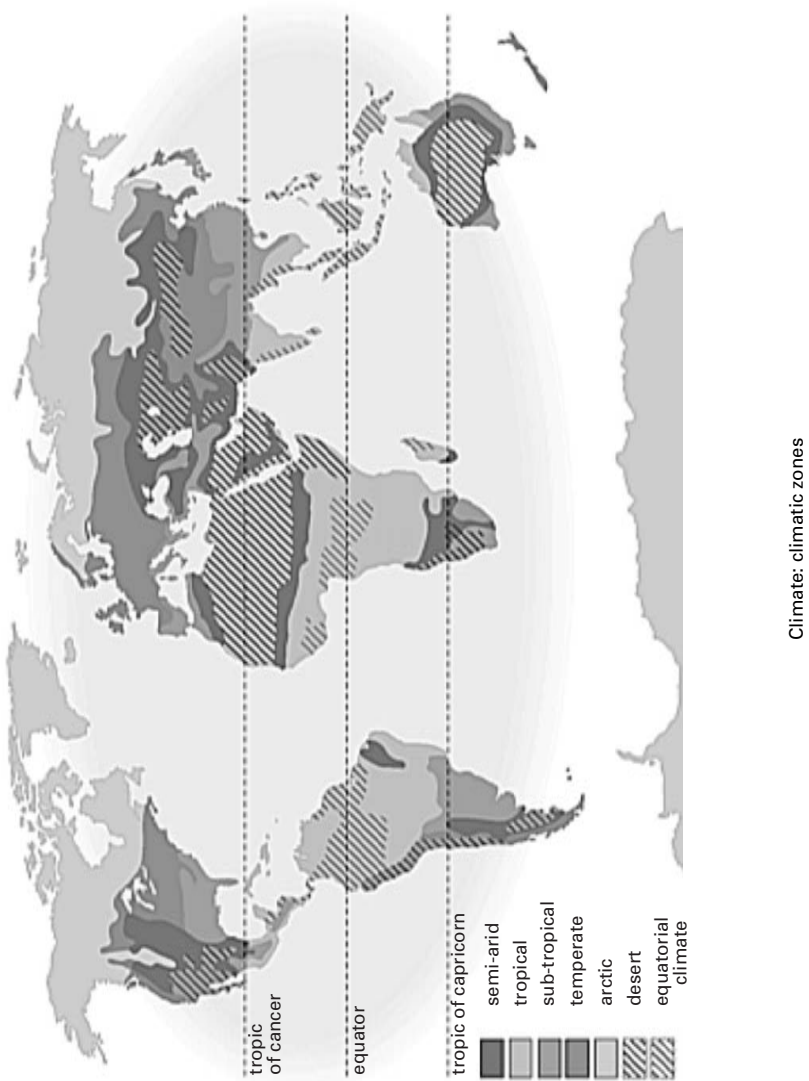 tropic
of cancer
equator
tropic of capricorn
semi-arid
tropical
sub-tropical
temperate
arctic
desert
equatorial
climate
Climate: climatic zones